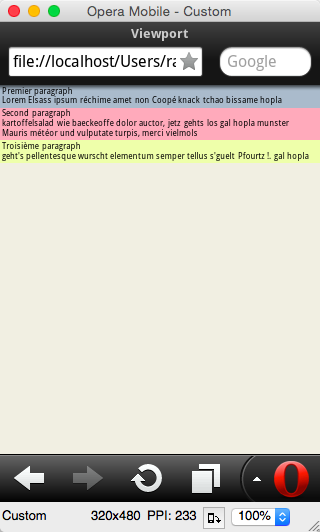 Opera Mobile - Custom
Viewport
file://localhost/Users/ra
Google
Premier paragraph
Lorem Elsass ipsum réchime amet non Coopé knack tchao bissame hopla
Second paragraph
kartoffelsalad wie baeckeoffe dolor auctor, jetz gehts los gal hopla munster
Mauris météor und vulputate turpis, merci vielmols
Troisième paragraph
geht's pellentesque wurscht elementum semper tellus s'guelt Pfourtz !. gal hopla
Custom 320x480 PPI: 233 100%